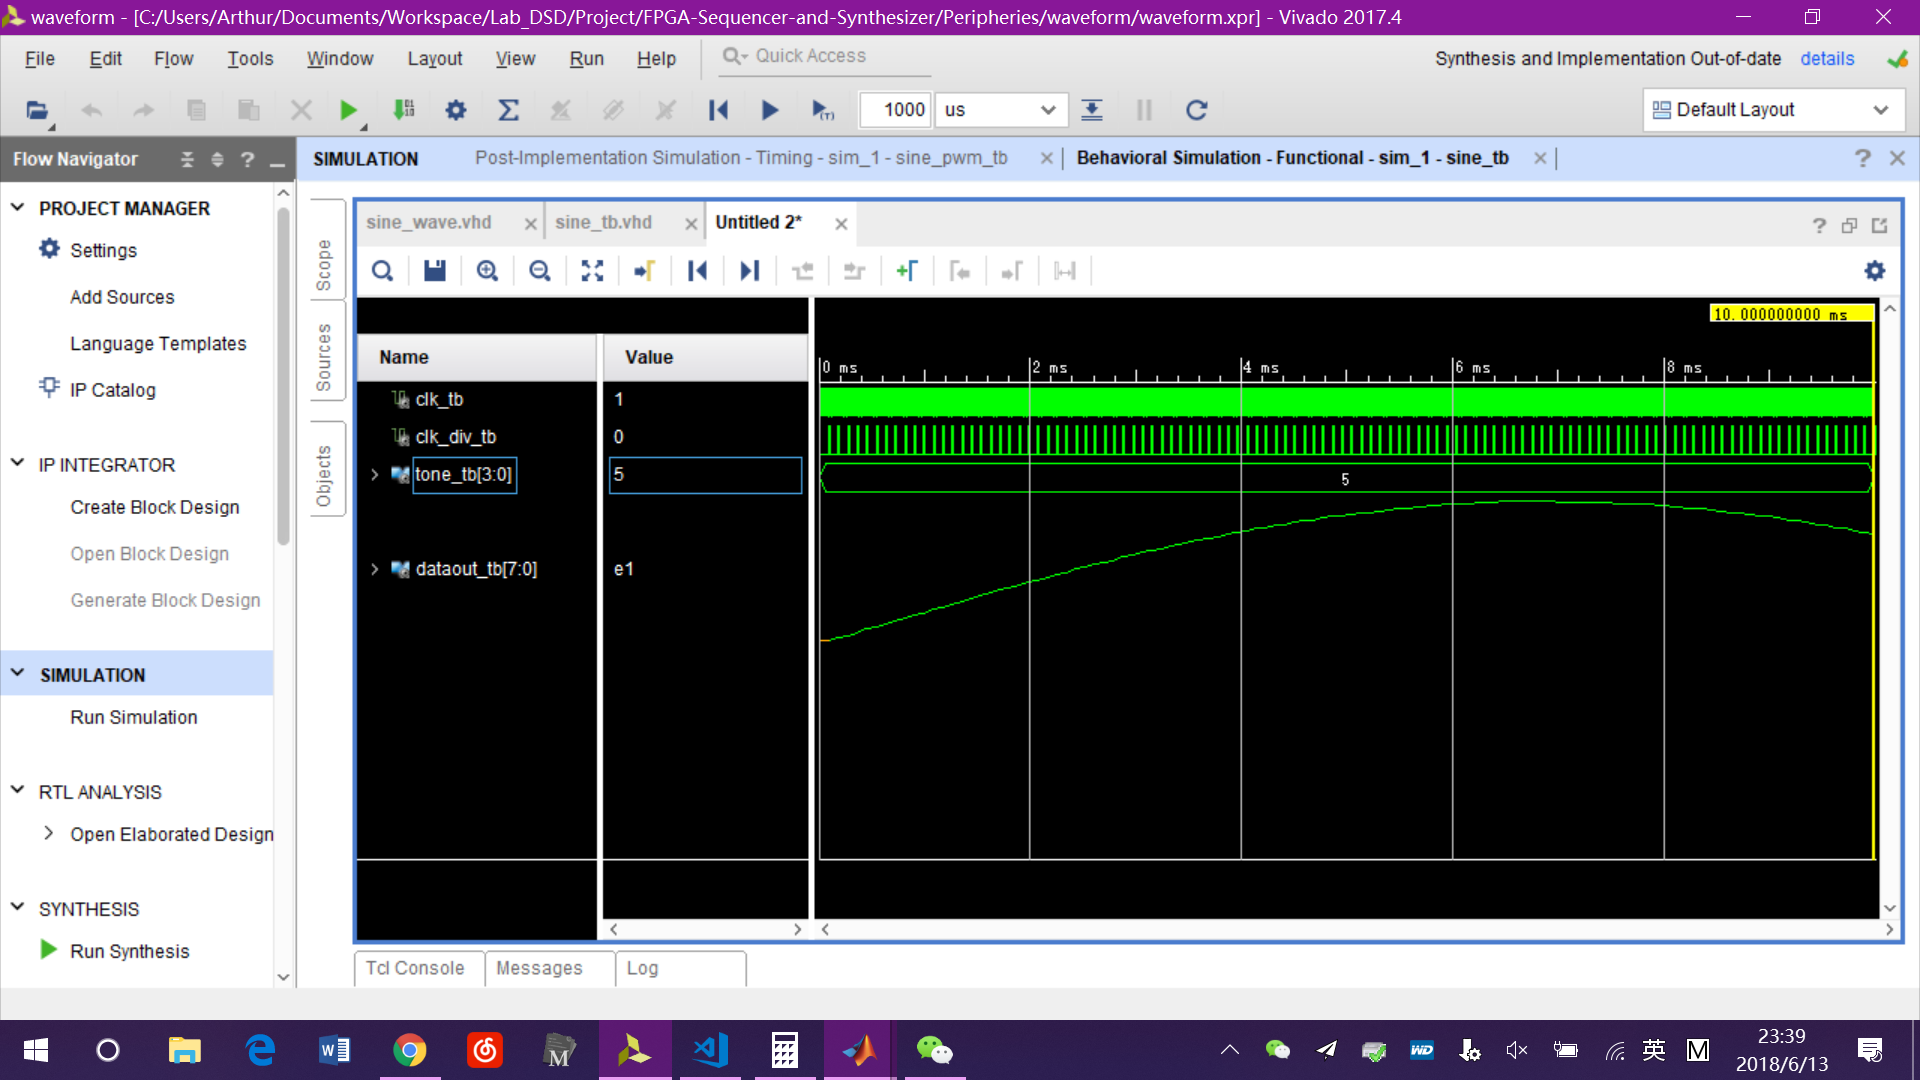 waveform - [C:/Users/Arthur/Documents/Workspace/Lab_DSD/Project/FPGA-Sequencer-and-Synthesizer/Peripheries/waveform/waveform.xpr] - Vivado 2017.4
File Edit Flow Tools Window Layout View Run Help Quick Access
Synthesis and Implementation Out-of-date details
1000 us
Default Layout
Flow Navigator
SIMULATION Post-Implementation Simulation - Timing - sim_1 - sine_pwm_tb Behavioral Simulation - Functional - sim_1 - sine_tb
PROJECT MANAGER
Settings
Add Sources
Language Templates
IP Catalog
IP INTEGRATOR
Create Block Design
Open Block Design
Generate Block Design
SIMULATION
Run Simulation
RTL ANALYSIS
Open Elaborated Design
SYNTHESIS
Run Synthesis
Scope
Sources
Objects
sine_wave.vhd sine_tb.vhd Untitled 2*
10.000000000 ms
Name Value
0 ms 2 ms 4 ms 6 ms 8 ms
clk_tb 1
clk_div_tb 0
tone_tb[3:0] 5 5
dataout_tb[7:0] e1
Tcl Console Messages Log
23:39
2018/6/13
英 M
WD